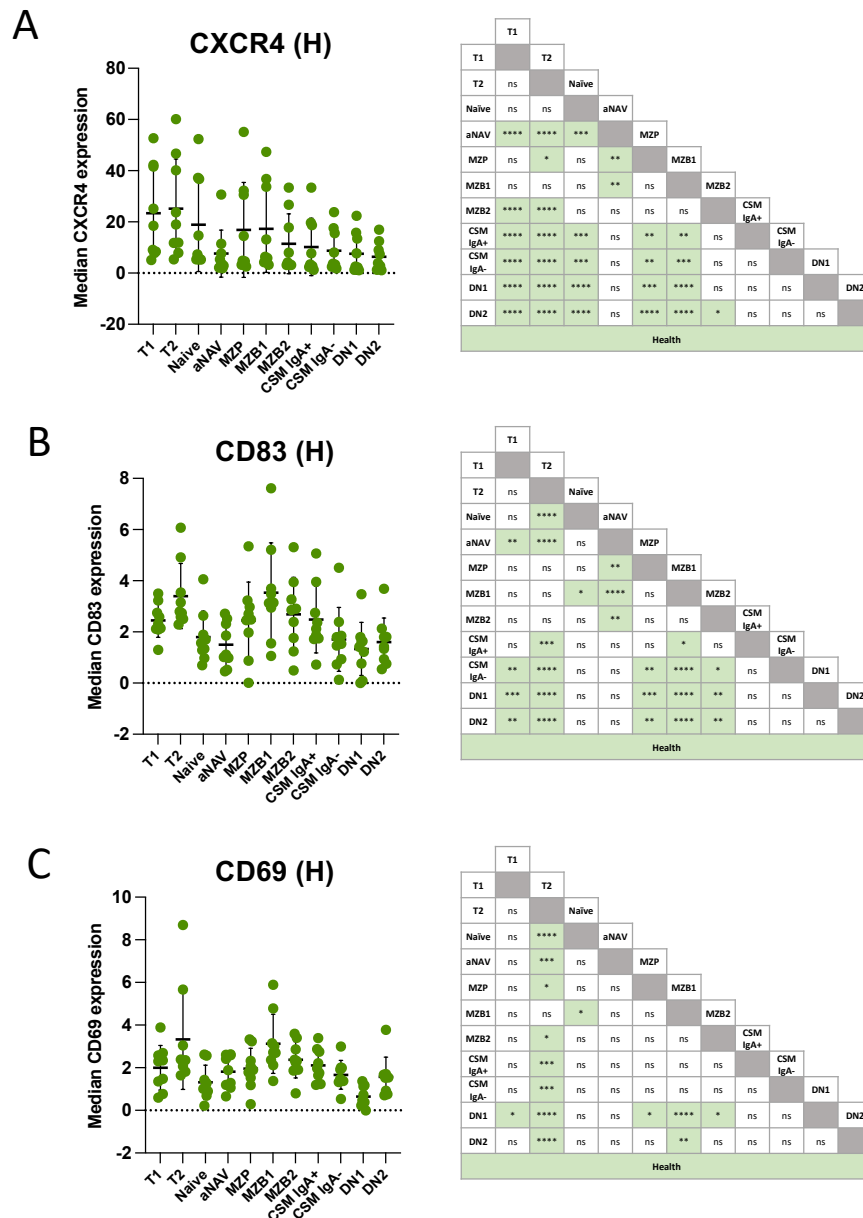 A
CXCR4 (H)
Median CXCR4 expression
80
60
40
20
0
-20
T1 T2 Naive aNAV MZP MZB1 MZB2 CSM IgA+ CSM IgA- DN1 DN2
T1
T1 T2
T2 ns Naïve
Naïve ns ns aNAV
aNAV **** **** *** MZP
MZP ns * ns ** MZB1
MZB1 ns ns ns ** ns MZB2
MZB2 **** **** ns ns ns ns CSM IgA+
CSM IgA+ **** **** *** ns ** ** ns CSM IgA-
CSM IgA- **** **** *** ns ** *** ns ns DN1
DN1 **** **** **** ns *** **** ns ns ns DN2
DN2 **** **** **** ns **** **** * ns ns ns
Health
B
CD83 (H)
Median CD83 expression
8
6
4
2
0
-2
T1 T2 Naive aNAV MZP MZB1 MZB2 CSM IgA+ CSM IgA- DN1 DN2
T1
T1 T2
T2 ns Naïve
Naïve ns **** aNAV
aNAV ** **** ns MZP
MZP ns ns ns ** MZB1
MZB1 ns ns * **** ns MZB2
MZB2 ns ns ns ** ns ns CSM IgA+
CSM IgA+ ns *** ns ns ns * ns CSM IgA-
CSM IgA- ** **** ns ns ** **** * ns DN1
DN1 *** **** ns ns *** **** ** ns ns DN2
DN2 ** **** ns ns ** **** ** ns ns ns
Health
C
CD69 (H)
Median CD69 expression
10
8
6
4
2
0
-2
T1 T2 Naive aNAV MZP MZB1 MZB2 CSM IgA+ CSM IgA- DN1 DN2
T1
T1 T2
T2 ns Naïve
Naïve ns **** aNAV
aNAV ns *** ns MZP
MZP ns * ns ns MZB1
MZB1 ns ns * ns ns MZB2
MZB2 ns * ns ns ns ns CSM IgA+
CSM IgA+ ns *** ns ns ns ns ns CSM IgA-
CSM IgA- ns *** ns ns ns ns ns ns DN1
DN1 * **** ns ns * **** * ns ns DN2
DN2 ns **** ns ns ns ** ns ns ns ns
Health